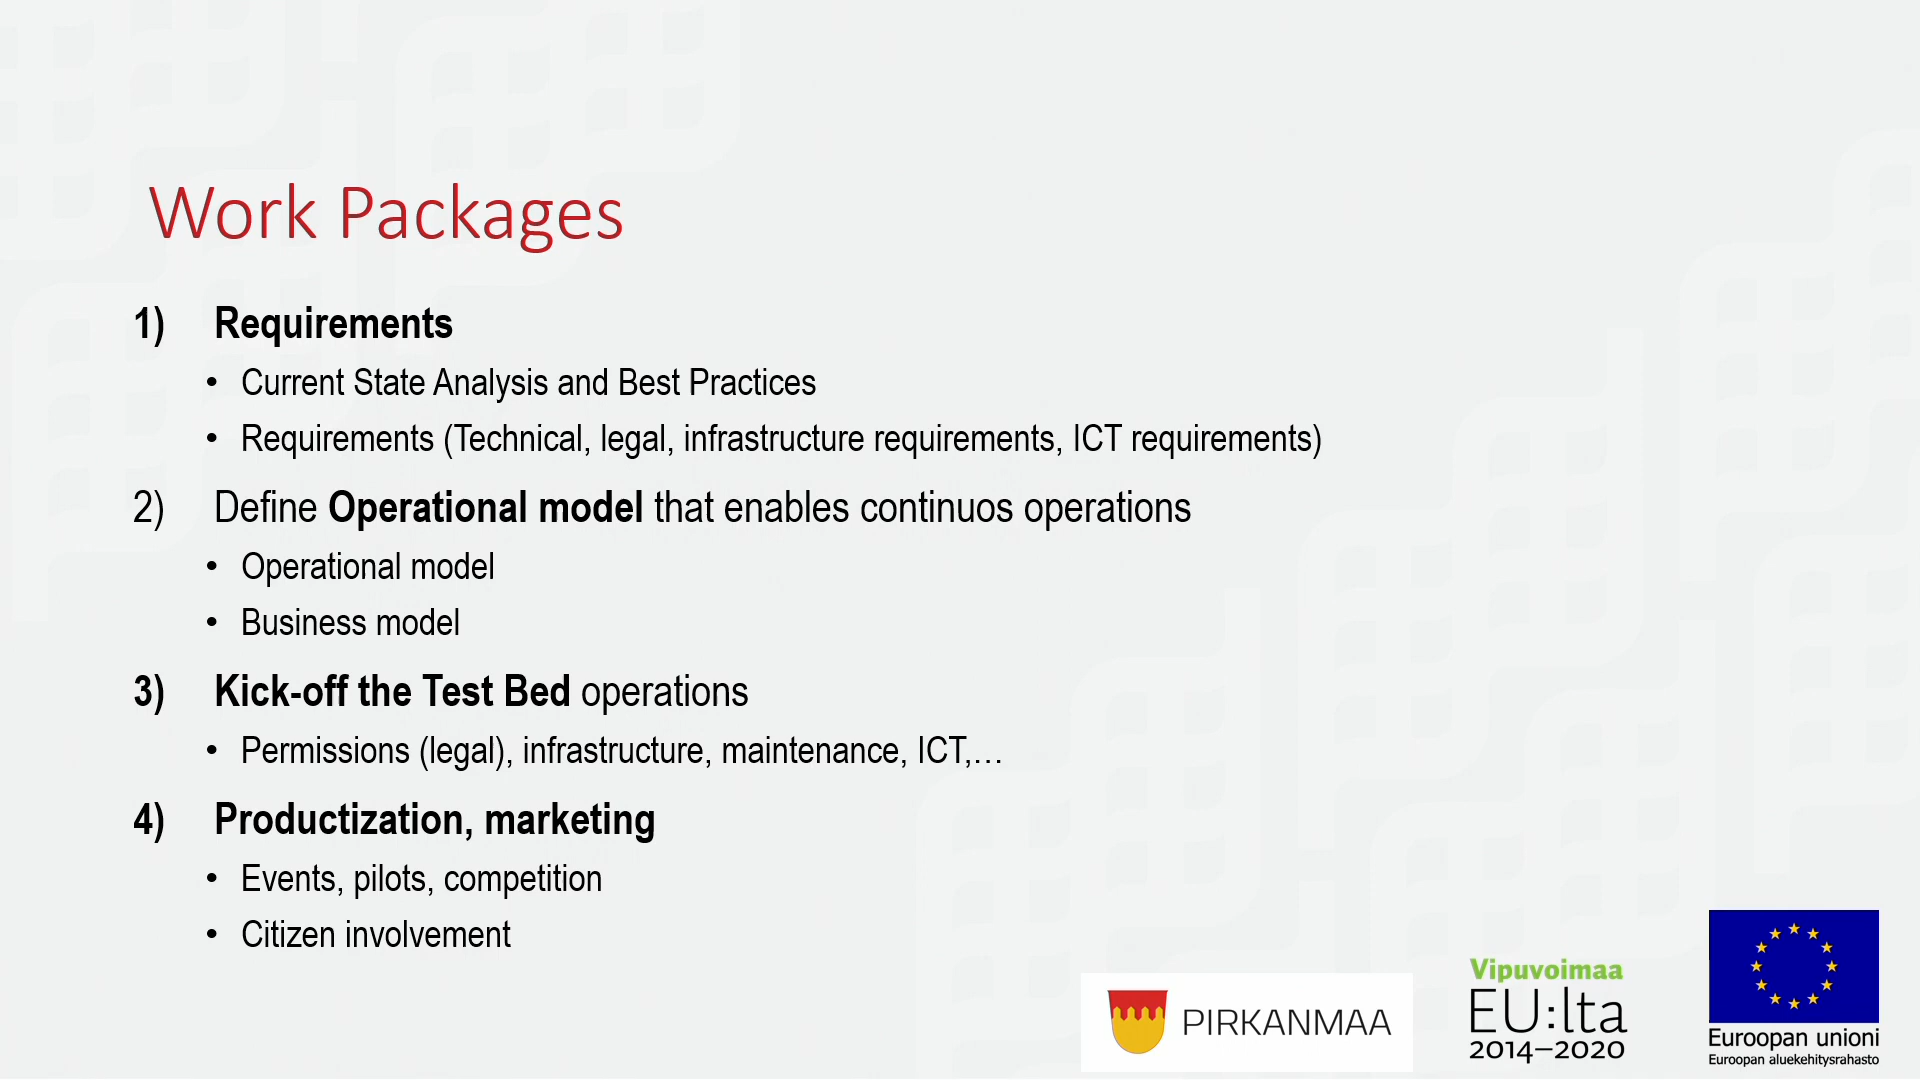 Work Packages
1) Requirements
• Current State Analysis and Best Practices
• Requirements (Technical, legal, infrastructure requirements, ICT requirements)
2) Define Operational model that enables continuos operations
• Operational model
• Business model
3) Kick-off the Test Bed operations
• Permissions (legal), infrastructure, maintenance, ICT,…
4) Productization, marketing
• Events, pilots, competition
• Citizen involvement
PIRKANMAA
Vipuvoimaa
EU:lta
2014–2020
Euroopan unioni
Euroopan aluekehitysrahasto